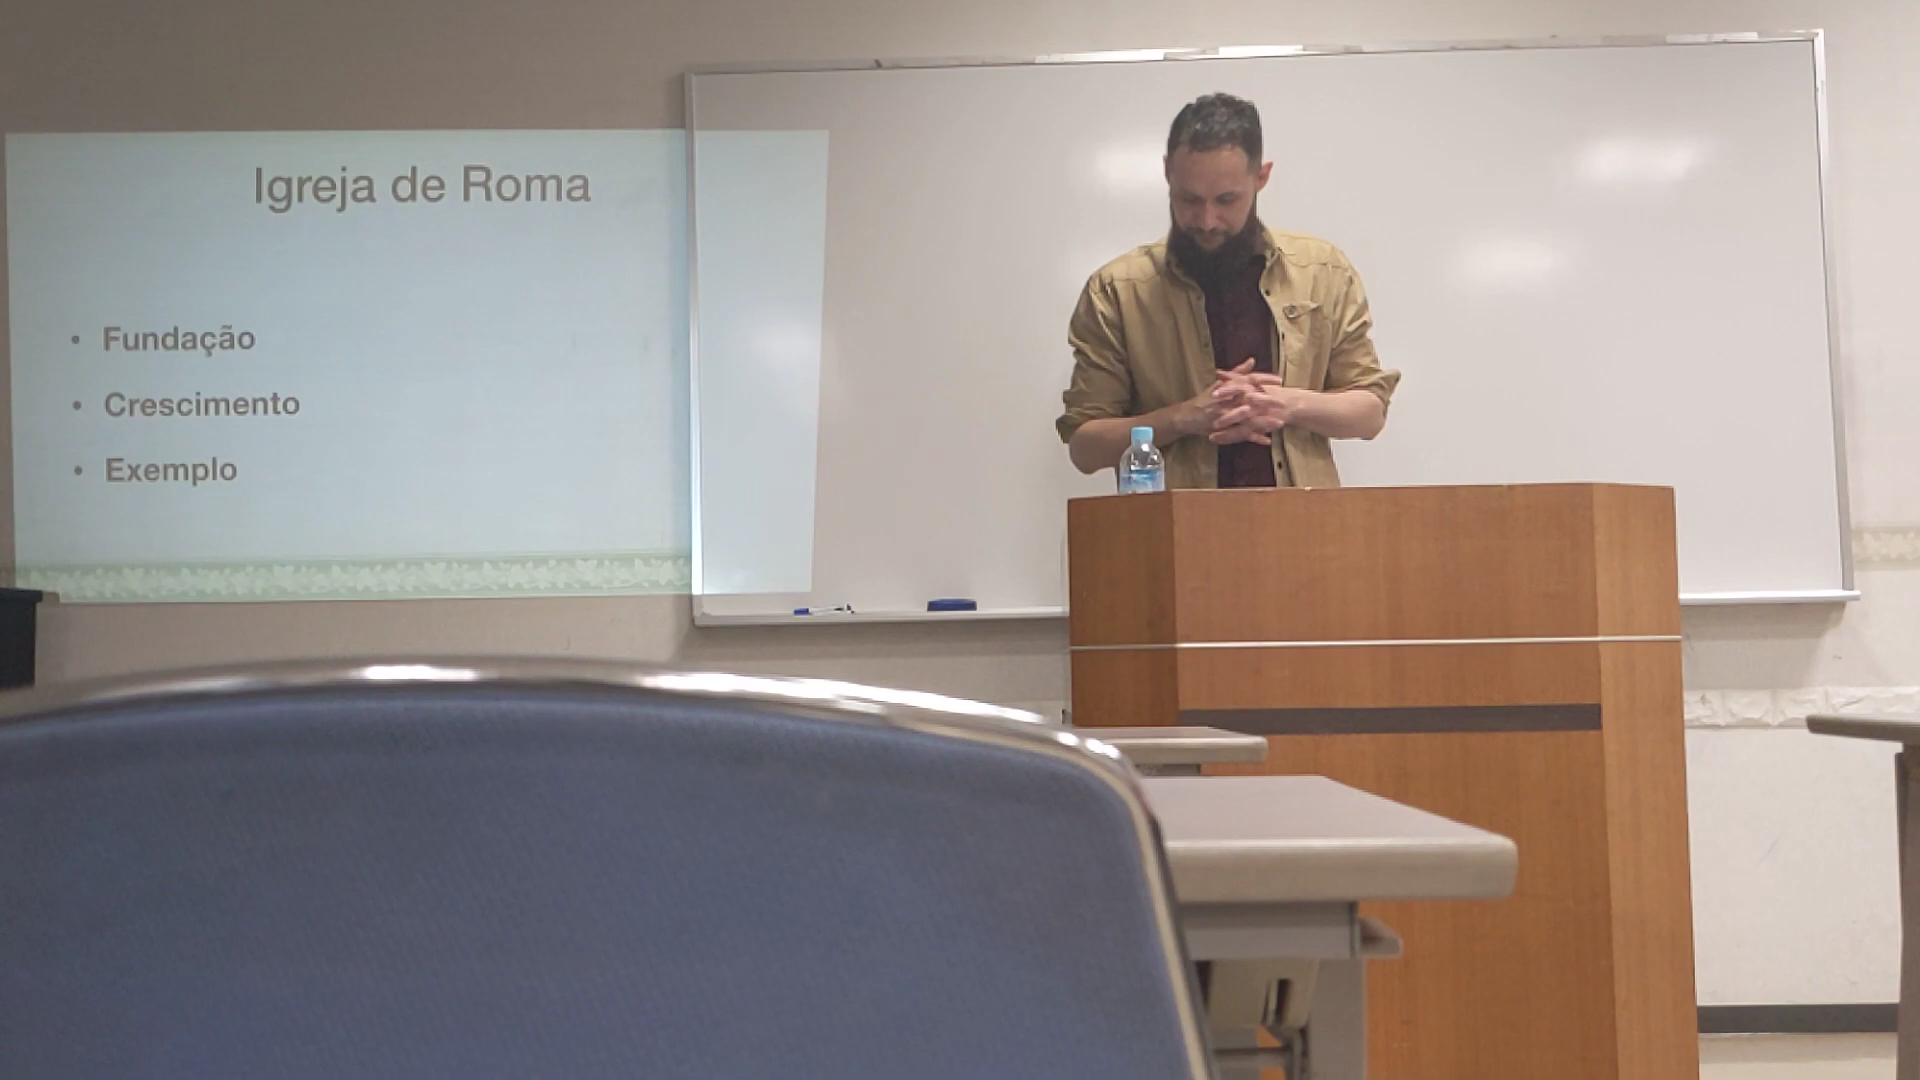 Igreja de Roma
• Fundação
• Crescimento
• Exemplo